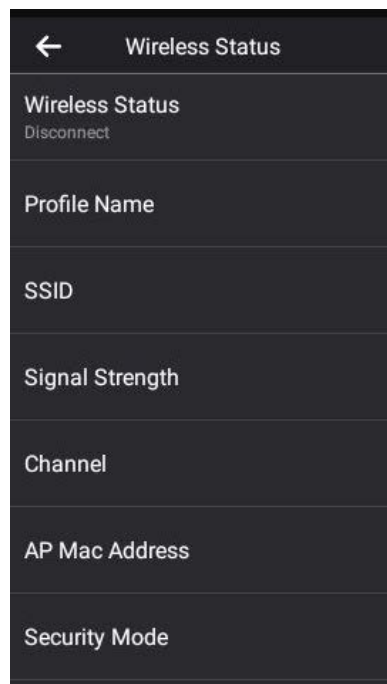 Wireless Status
Wireless Status
Disconnect
Profile Name
SSID
Signal Strength
Channel
AP Mac Address
Security Mode